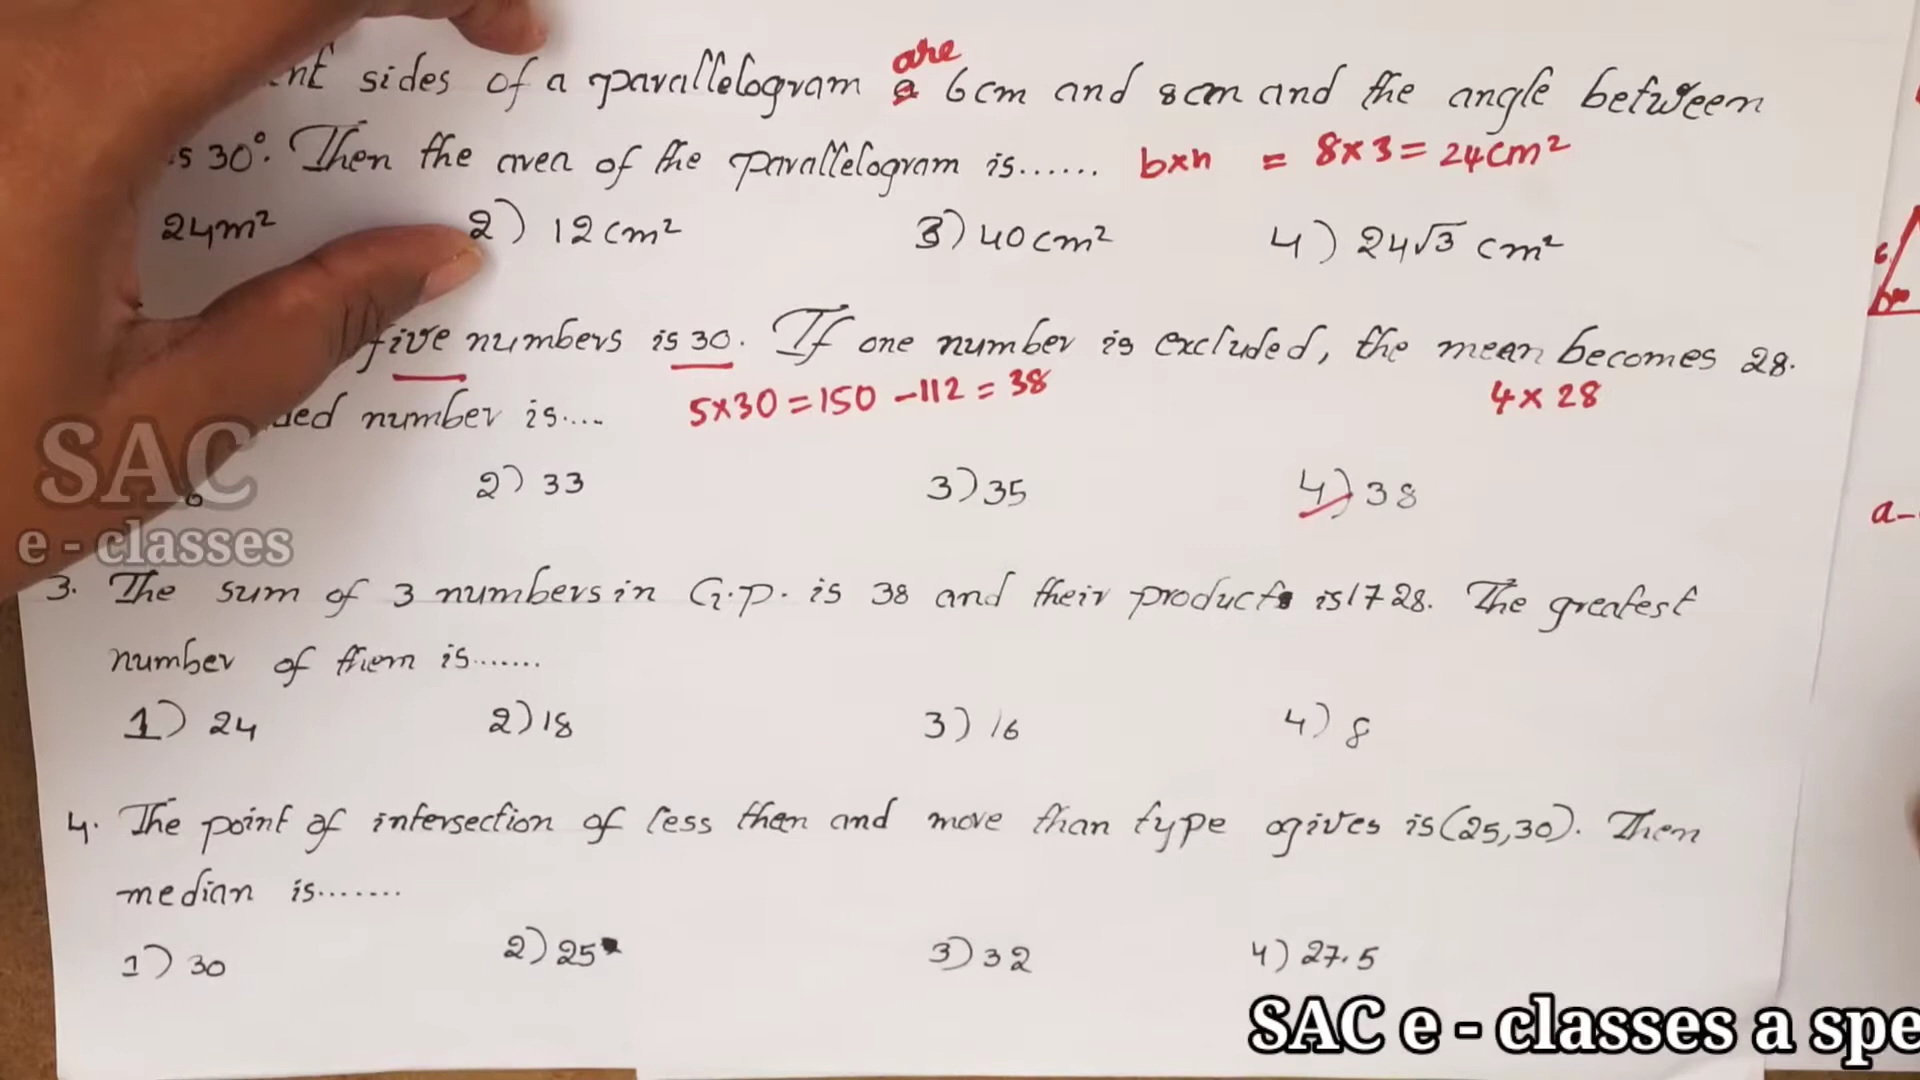 sides of a parallelogram are 6cm and 8cm and the angle between
is 30°. Then the area of the parallelogram is...... bxh = 8x3 = 24cm²
24m² 2) 12cm² 3) 40cm² 4) 24√3 cm²
five numbers is 30. If one number is excluded, the mean becomes 28.
5x30 = 150 - 112 = 38 4x28
number is....
2) 33 3) 35 4) 38
3. The sum of 3 numbers in G.P. is 38 and their product is 1728. The greatest
number of them is.......
1) 24 2) 18 3) 16 4) 8
4. The point of intersection of less then and more than type ogives is (25,30). Then
median is.......
1) 30 2) 25 3) 32 4) 27.5
6
a-
SAC
e - classes
SAC e - classes a spe